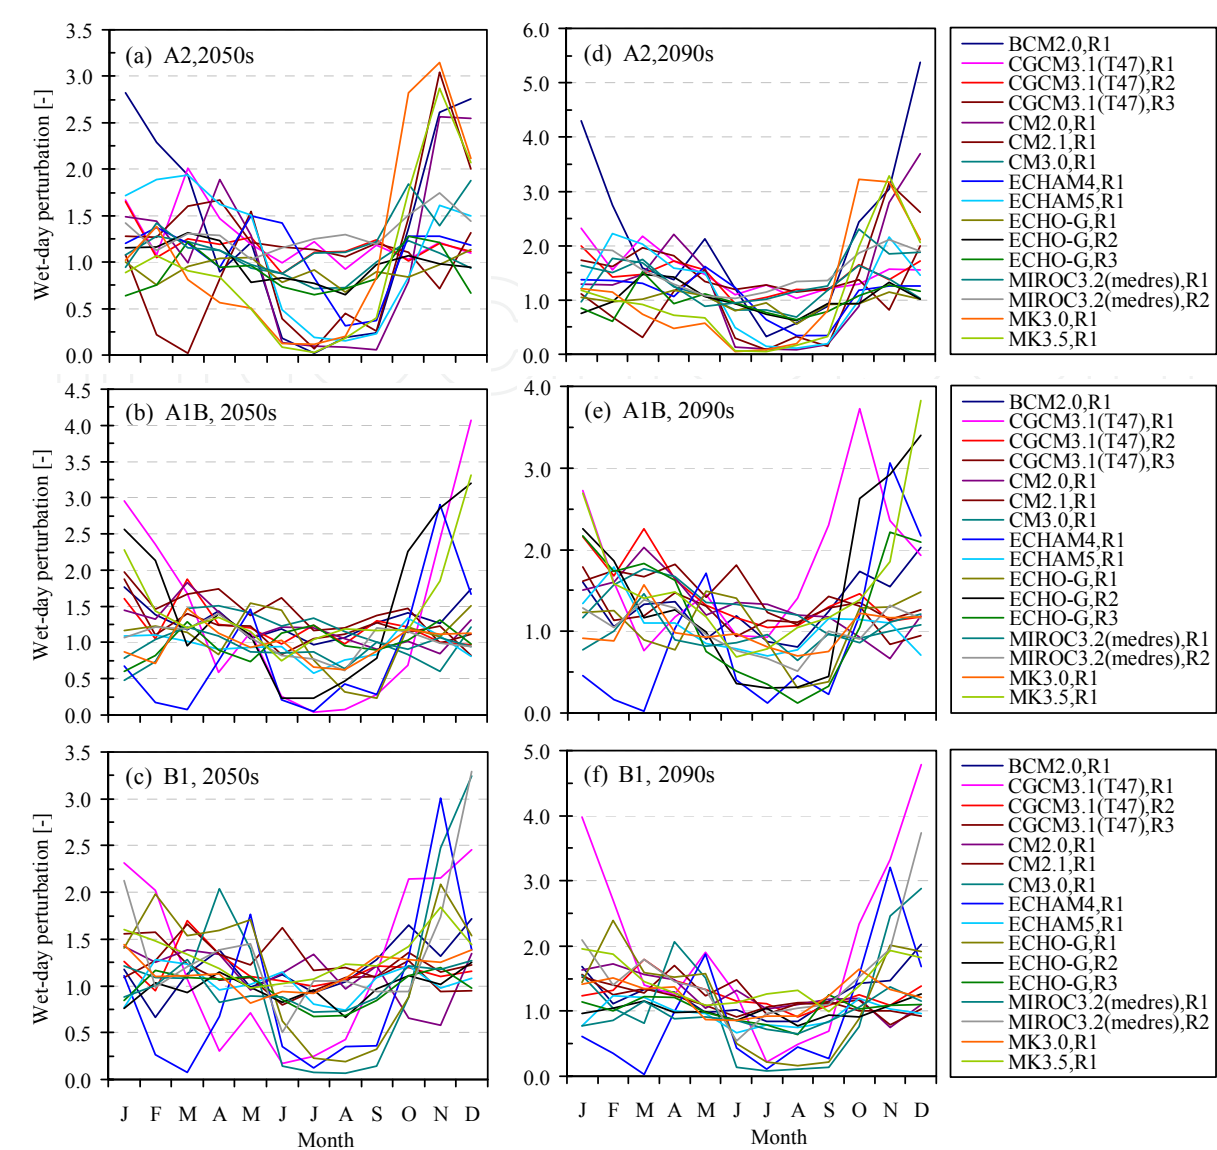 (a) A2,2050s
Wet-day perturbation [-]
3.5
3.0
2.5
2.0
1.5
1.0
0.5
0.0
(d) A2,2090s
6.0
5.0
4.0
3.0
2.0
1.0
0.0
BCM2.0,R1
CGCM3.1(T47),R1
CGCM3.1(T47),R2
CGCM3.1(T47),R3
CM2.0,R1
CM2.1,R1
CM3.0,R1
ECHAM4,R1
ECHAM5,R1
ECHO-G,R1
ECHO-G,R2
ECHO-G,R3
MIROC3.2(medres),R1
MIROC3.2(medres),R2
MK3.0,R1
MK3.5,R1
(b) A1B, 2050s
Wet-day perturbation [-]
4.5
4.0
3.5
3.0
2.5
2.0
1.5
1.0
0.5
0.0
(e) A1B, 2090s
4.0
3.0
2.0
1.0
0.0
BCM2.0,R1
CGCM3.1(T47),R1
CGCM3.1(T47),R2
CGCM3.1(T47),R3
CM2.0,R1
CM2.1,R1
CM3.0,R1
ECHAM4,R1
ECHAM5,R1
ECHO-G,R1
ECHO-G,R2
ECHO-G,R3
MIROC3.2(medres),R1
MIROC3.2(medres),R2
MK3.0,R1
MK3.5,R1
(c) B1, 2050s
Wet-day perturbation [-]
3.5
3.0
2.5
2.0
1.5
1.0
0.5
0.0
J F M A M J J A S O N D
Month
(f) B1, 2090s
5.0
4.0
3.0
2.0
1.0
0.0
J F M A M J J A S O N D
Month
BCM2.0,R1
CGCM3.1(T47),R1
CGCM3.1(T47),R2
CGCM3.1(T47),R3
CM2.0,R1
CM2.1,R1
CM3.0,R1
ECHAM4,R1
ECHAM5,R1
ECHO-G,R1
ECHO-G,R2
ECHO-G,R3
MIROC3.2(medres),R1
MIROC3.2(medres),R2
MK3.0,R1
MK3.5,R1